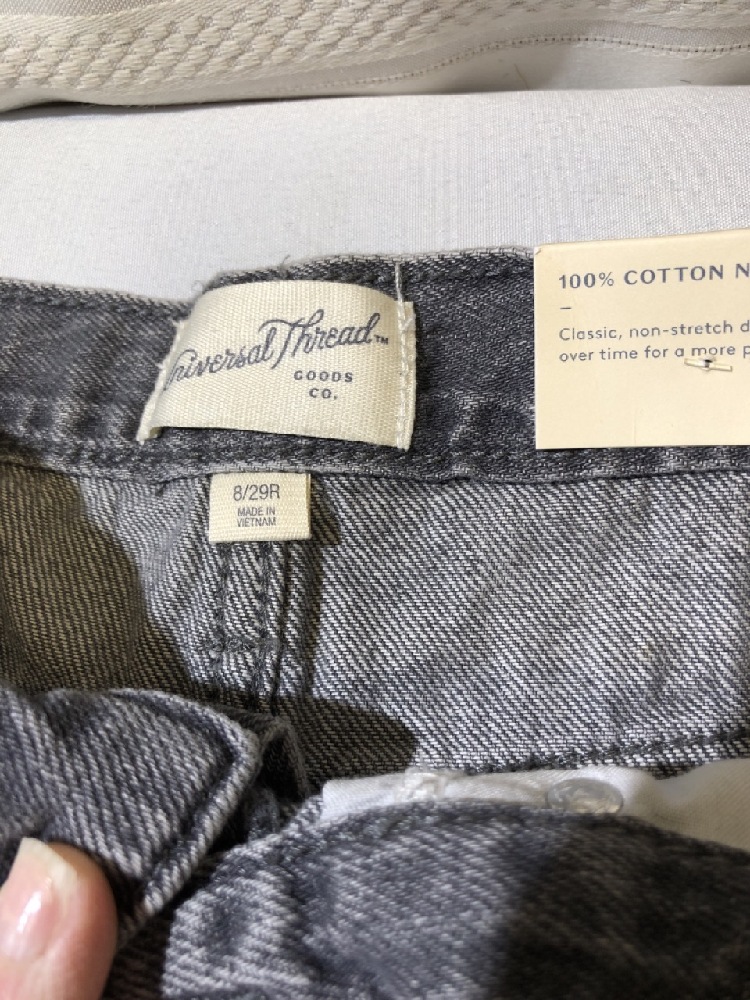 Universal Thread™
GOODS
CO.
100% COTTON
Classic, non-stretch
over time for a more
8/29R
MADE IN
VIETNAM